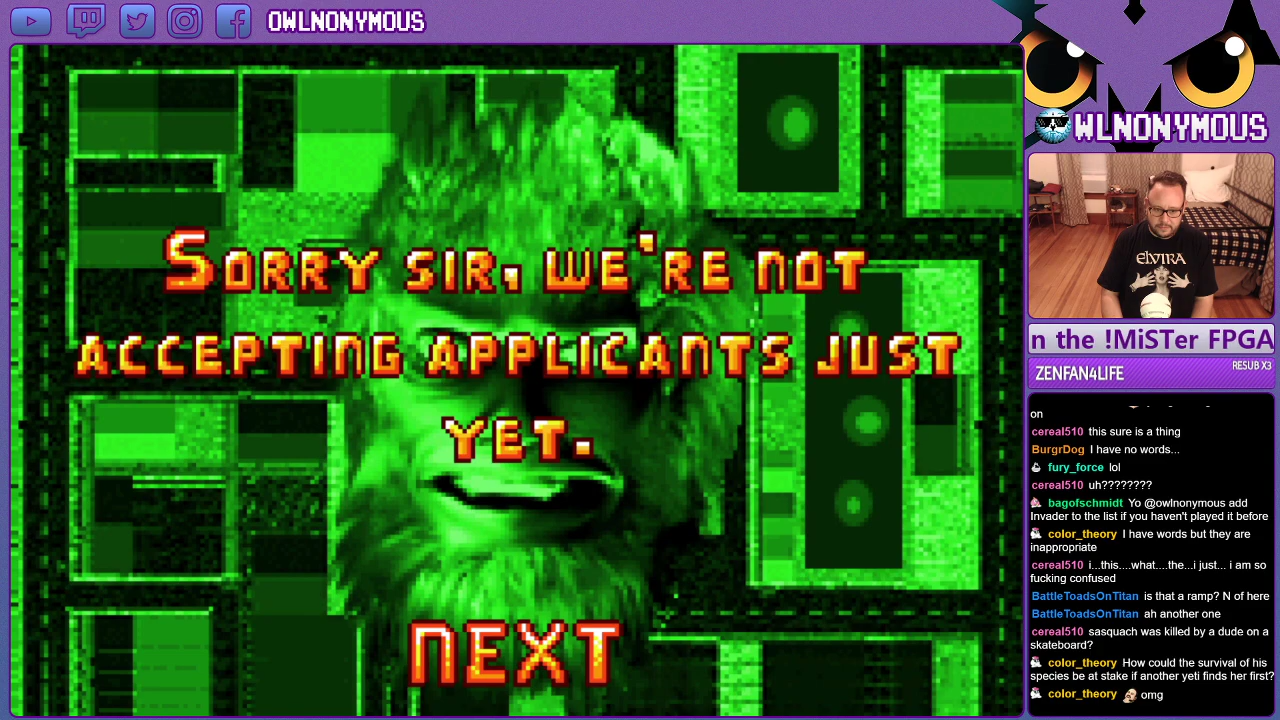 OWLNONYMOUS
WLNONYMOUS
SORRY SIR, WE'RE NOT
ACCEPTING APPLICANTS JUST
YET.
NEXT
ELVIRA
n the !MiSTer FPGA
ZENFAN4LIFE
RESUB X3
on
cereal510 this sure is a thing
BurgrDog I have no words...
fury_force lol
cereal510 uh????????
bagofschmidt Yo @owlnonymous add
Invader to the list if you haven't played it before
color_theory I have words but they are
inappropriate
cereal510 i...this....what....the...i just... i am so
fucking confused
BattleToadsOnTitan is that a ramp? N of here
BattleToadsOnTitan ah another one
cereal510 sasquach was killed by a dude on a
skateboard?
color_theory How could the survival of his
species be at stake if another yeti finds her first?
color_theory omg